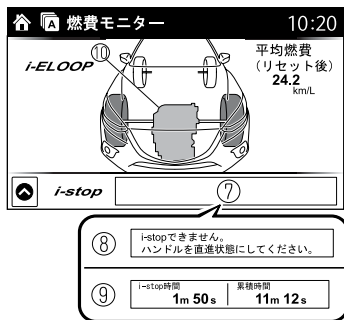 A 燃費モニター 10:20
⑩
i-ELOOP
平均燃費
(リセット後)
24.2
km/L
i-stop ⑦
⑧ i-stopできません。
ハンドルを直進状態にしてください。
⑨ i-stop時間 累積時間
1m 50s 11m 12s